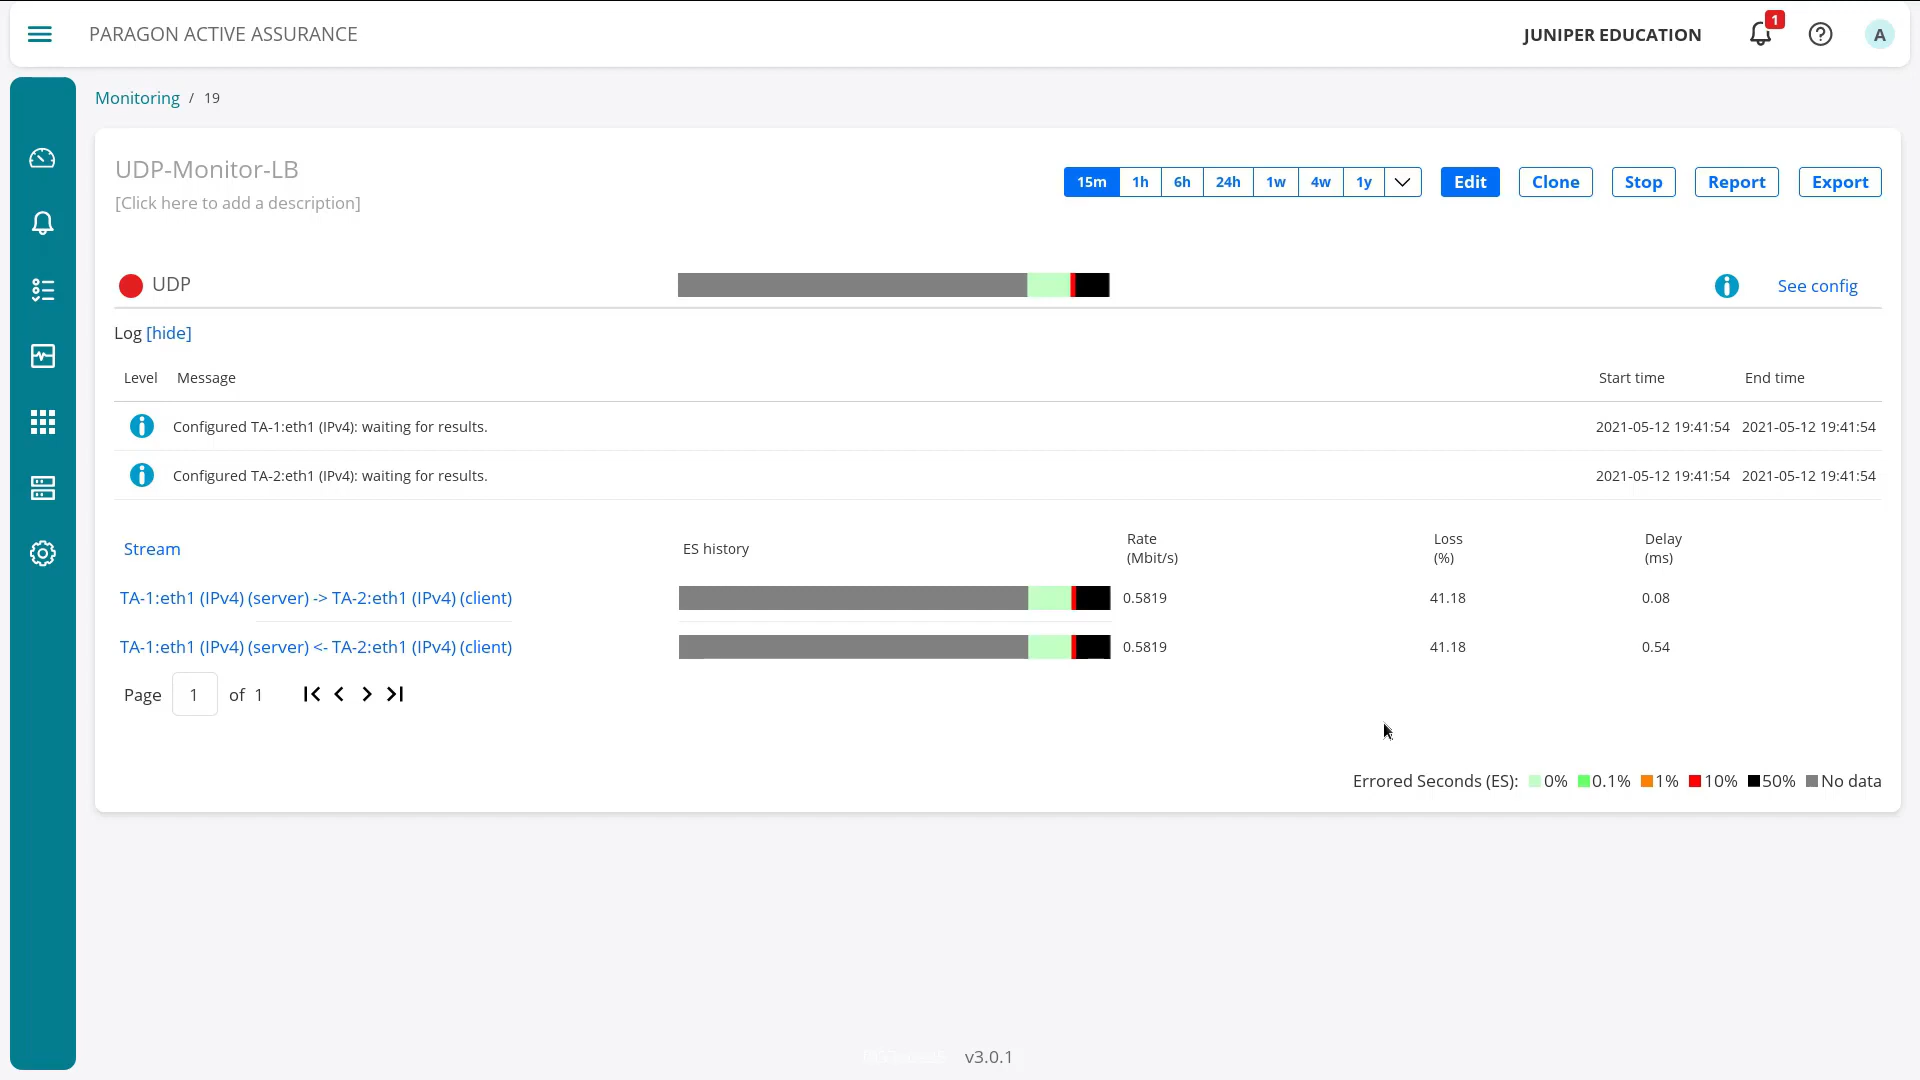 PARAGON ACTIVE ASSURANCE
JUNIPER EDUCATION
1
A
Monitoring / 19
UDP-Monitor-LB
[Click here to add a description]
15m 1h 6h 24h 1w 4w 1y
Edit
Clone
Stop
Report
Export
UDP
See config
Log [hide]
Level Message Start time End time
Configured TA-1:eth1 (IPv4): waiting for results. 2021-05-12 19:41:54 2021-05-12 19:41:54
Configured TA-2:eth1 (IPv4): waiting for results. 2021-05-12 19:41:54 2021-05-12 19:41:54
Stream ES history
Rate
(Mbit/s)
Loss
(%)
Delay
(ms)
TA-1:eth1 (IPv4) (server) -> TA-2:eth1 (IPv4) (client) 0.5819 41.18 0.08
TA-1:eth1 (IPv4) (server) <- TA-2:eth1 (IPv4) (client) 0.5819 41.18 0.54
Page 1 of 1
Errored Seconds (ES): 0% 0.1% 1% 10% 50% No data
v3.0.1